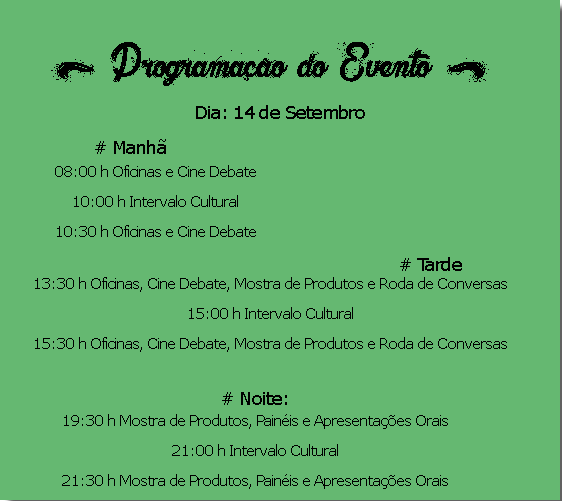 Programação do Evento
Dia: 14 de Setembro
# Manhã
08:00 h Oficinas e Cine Debate
10:00 h Intervalo Cultural
10:30 h Oficinas e Cine Debate
# Tarde
13:30 h Oficinas, Cine Debate, Mostra de Produtos e Roda de Conversas
15:00 h Intervalo Cultural
15:30 h Oficinas, Cine Debate, Mostra de Produtos e Roda de Conversas
# Noite:
19:30 h Mostra de Produtos, Painéis e Apresentações Orais
21:00 h Intervalo Cultural
21:30 h Mostra de Produtos, Painéis e Apresentações Orais